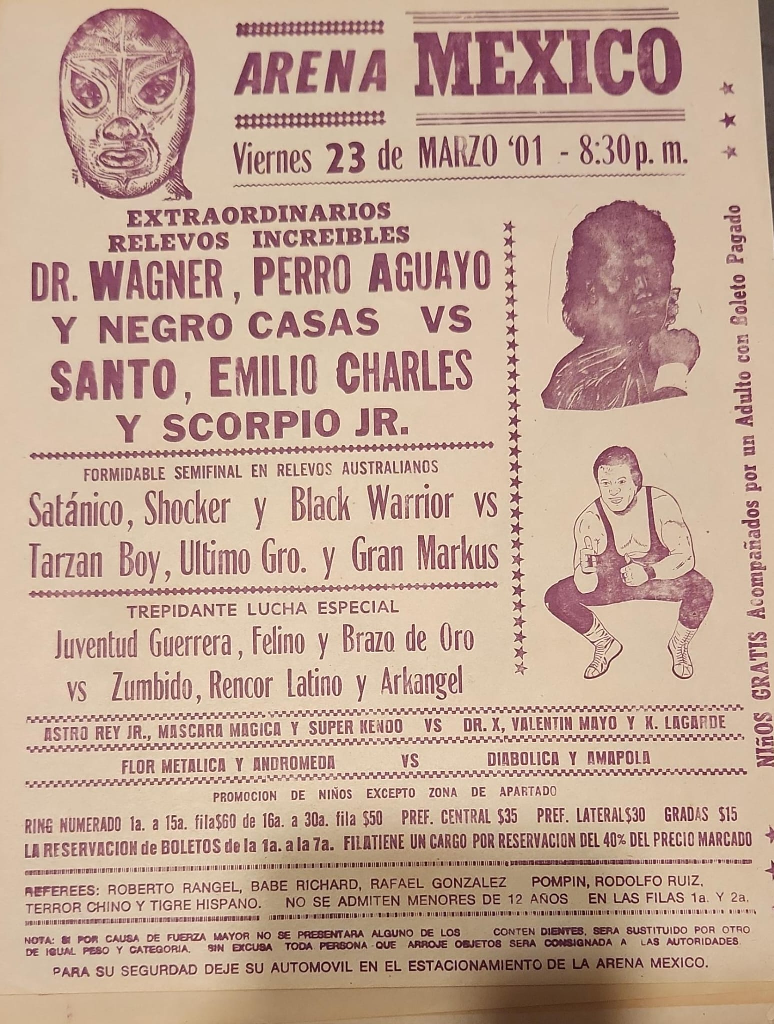 ARENA MEXICO
Viernes 23 de MARZO '01 - 8:30 p. m.
EXTRAORDINARIOS
RELEVOS INCREIBLES
DR. WAGNER, PERRO AGUAYO
Y NEGRO CASAS VS
SANTO, EMILIO CHARLES
Y SCORPIO JR.
FORMIDABLE SEMIFINAL EN RELEVOS AUSTRALIANOS
Satánico, Shocker y Black Warrior vs
Tarzan Boy, Ultimo Gro. y Gran Markus
TREPIDANTE LUCHA ESPECIAL
Juventud Guerrera, Felino y Brazo de Oro
vs Zumbido, Rencor Latino y Arkangel
ASTRO REY JR., MASCARA MAGICA Y SUPER KENDO VS DR. X, VALENTIN MAYO Y K. LAGARDE
FLOR METALICA Y ANDROMEDA VS DIABOLICA Y AMAPOLA
PROMOCION DE NIÑOS EXCEPTO ZONA DE APARTADO
RING NUMERADO 1a. a 15a. fila$60 de 16a. a 30a. fila $50 PREF. CENTRAL $35 PREF. LATERAL$30 GRADAS $15
LA RESERVACION de BOLETOS de la 1a. a la 7a. FILATIENE UN CARGO POR RESERVACION DEL 40% DEL PRECIO MARCADO
REFEREES: ROBERTO RANGEL, BABE RICHARD, RAFAEL GONZALEZ POMPIN, RODOLFO RUIZ,
TERROR CHINO Y TIGRE HISPANO. NO SE ADMITEN MENORES DE 12 AÑOS EN LAS FILAS 1a. Y 2a.
NOTA: SI POR CAUSA DE FUERZA MAYOR NO SE PRESENTARA ALGUNO DE LOS CONTEN DIENTES, SERA SUSTITUIDO POR OTRO
DE IGUAL PESO Y CATEGORIA. SIN EXCUSA TODA PERSONA QUE ARROJE OBJETOS SERA CONSIGNADA A LAS AUTORIDADES
PARA SU SEGURDAD DEJE SU AUTOMOVIL EN EL ESTACIONAMIENTO DE LA ARENA MEXICO.
NIÑOS GRATIS Acompañados por un Adulto con Boleto Pagado